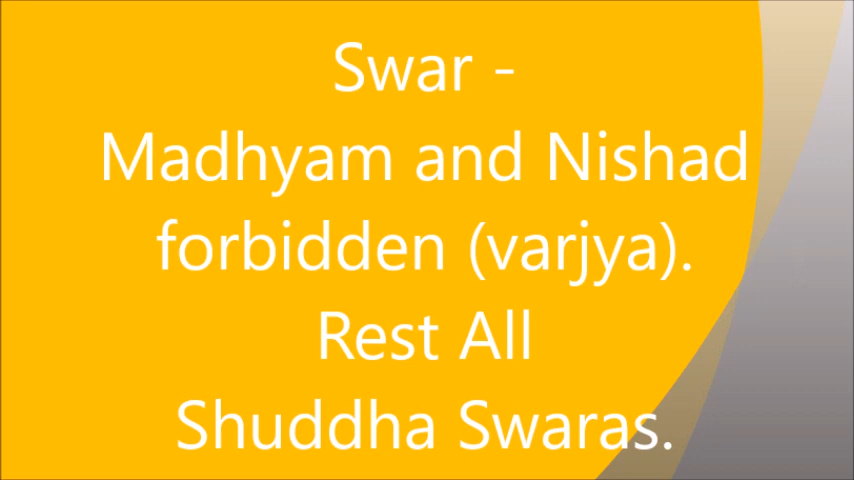 Swar -
Madhyam and Nishad
forbidden (varjya).
Rest All
Shuddha Swaras.